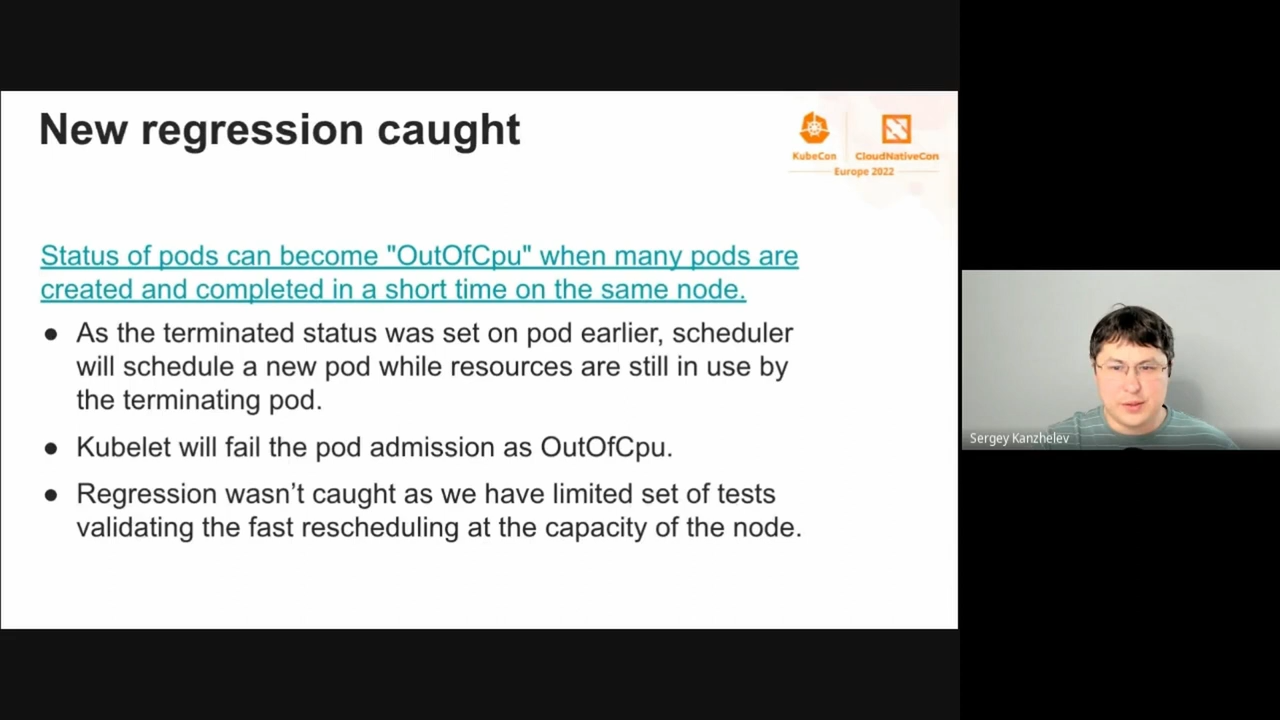 New regression caught
KubeCon
CloudNativeCon
Europe 2022
Status of pods can become "OutOfCpu" when many pods are
created and completed in a short time on the same node.
● As the terminated status was set on pod earlier, scheduler
will schedule a new pod while resources are still in use by
the terminating pod.
● Kubelet will fail the pod admission as OutOfCpu.
● Regression wasn’t caught as we have limited set of tests
validating the fast rescheduling at the capacity of the node.
Sergey Kanzhelev